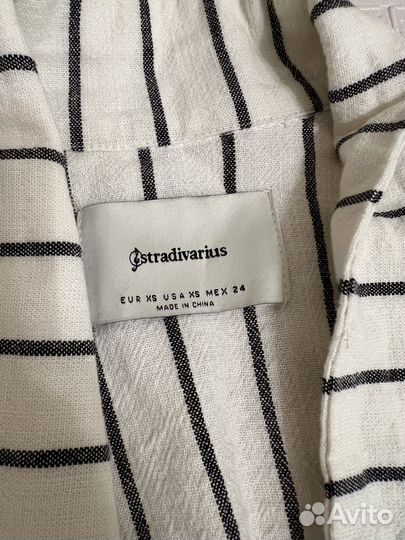 stradivarius
EUR XS USA XS MEX 24
MADE IN CHINA
Avito